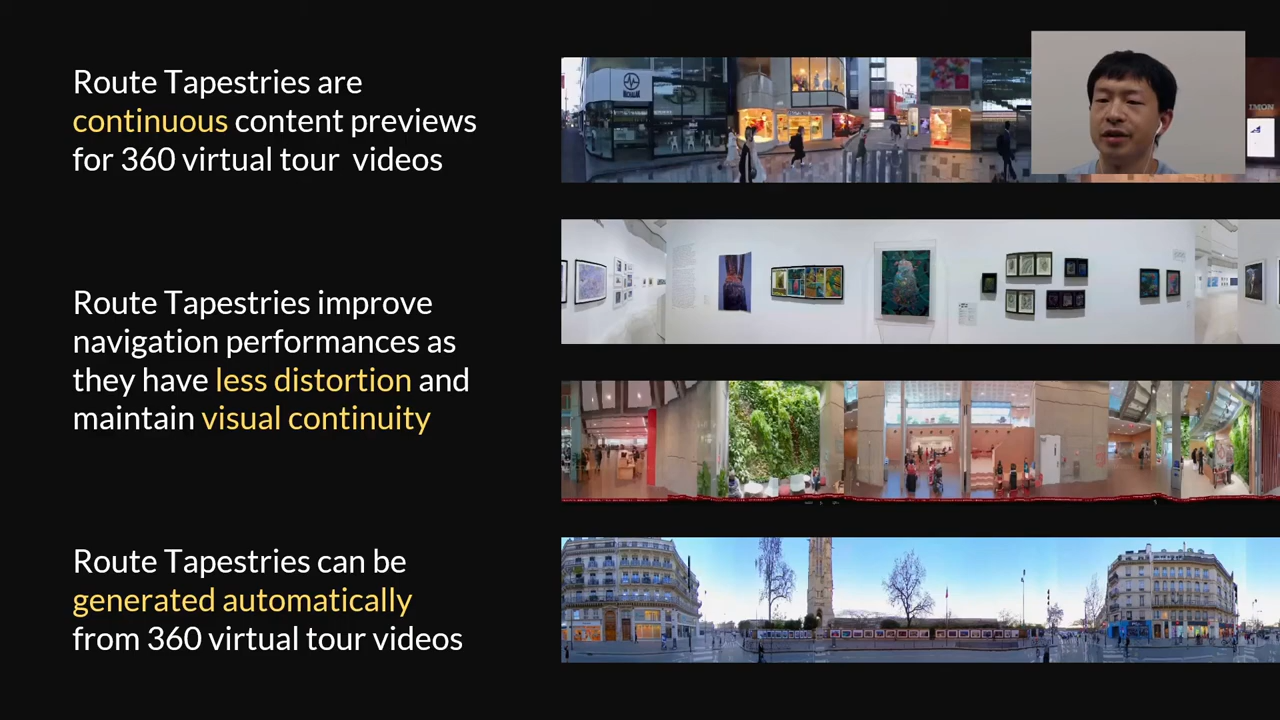 Route Tapestries are
continuous content previews
for 360 virtual tour videos
IMON
Route Tapestries improve
navigation performances as
they have less distortion and
maintain visual continuity
Route Tapestries can be
generated automatically
from 360 virtual tour videos